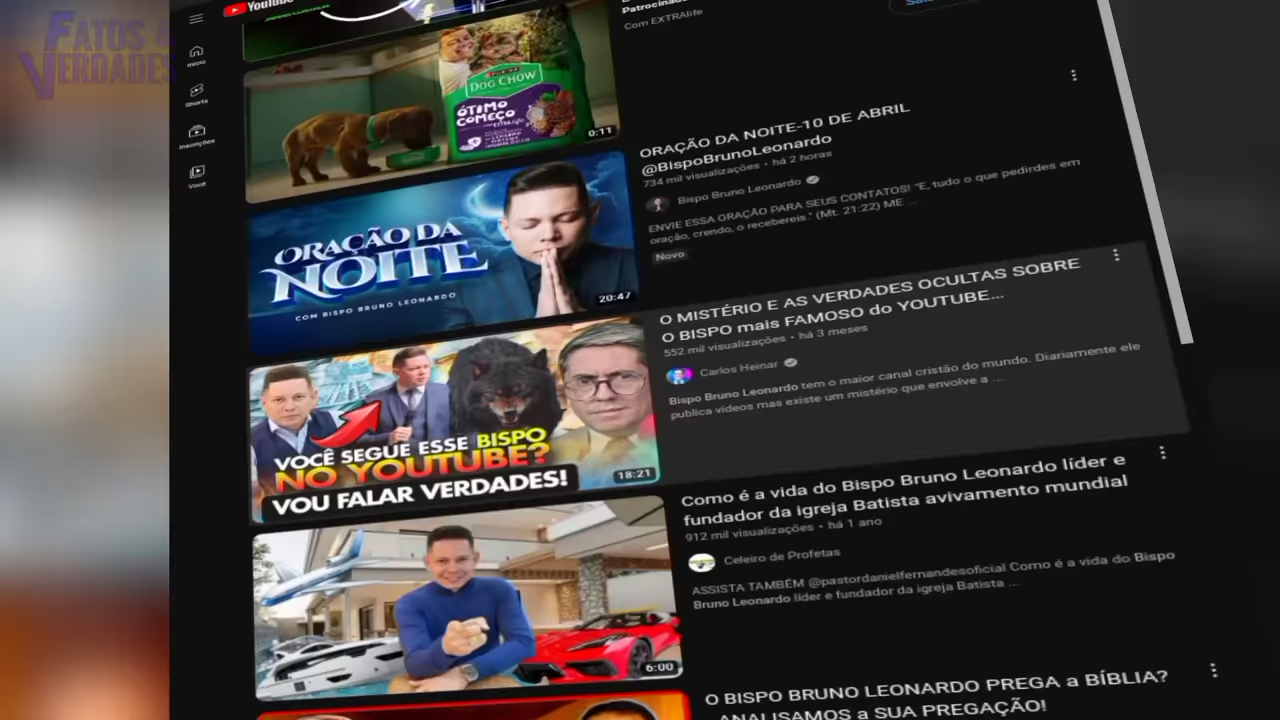 FATOS &
VERDADES
YouTube
Início
Shorts
Inscrições
Você
Patrocinado
Com EXTRAlife
PURINA
DOG CHOW
ÓTIMO
COMEÇO
0:11
ORAÇÃO DA NOITE-10 DE ABRIL
@BispoBrunoLeonardo
734 mil visualizações • há 2 horas
Bispo Bruno Leonardo
ENVIE ESSA ORAÇÃO PARA SEUS CONTATOS! "E, tudo o que pedirdes em
oração, crendo, o recebereis." (Mt. 21:22) ME ...
Novo
ORAÇÃO DA
NOITE
COM BISPO BRUNO LEONARDO
20:47
O MISTÉRIO E AS VERDADES OCULTAS SOBRE
O BISPO mais FAMOSO do YOUTUBE...
552 mil visualizações • há 3 meses
Carlos Heinar
Bispo Bruno Leonardo tem o maior canal cristão do mundo. Diariamente ele
publica vídeos mas existe um mistério que envolve a ...
VOCÊ SEGUE ESSE BISPO
NO YOUTUBE?
VOU FALAR VERDADES!
18:21
Como é a vida do Bispo Bruno Leonardo líder e
fundador da igreja Batista avivamento mundial
912 mil visualizações • há 1 ano
Celeiro de Profetas
ASSISTA TAMBÉM @pastordanielfernandesoficial Como é a vida do Bispo
Bruno Leonardo líder e fundador da igreja Batista ...
6:00
O BISPO BRUNO LEONARDO PREGA a BÍBLIA?
ANALISAMOS a SUA PREGAÇÃO!